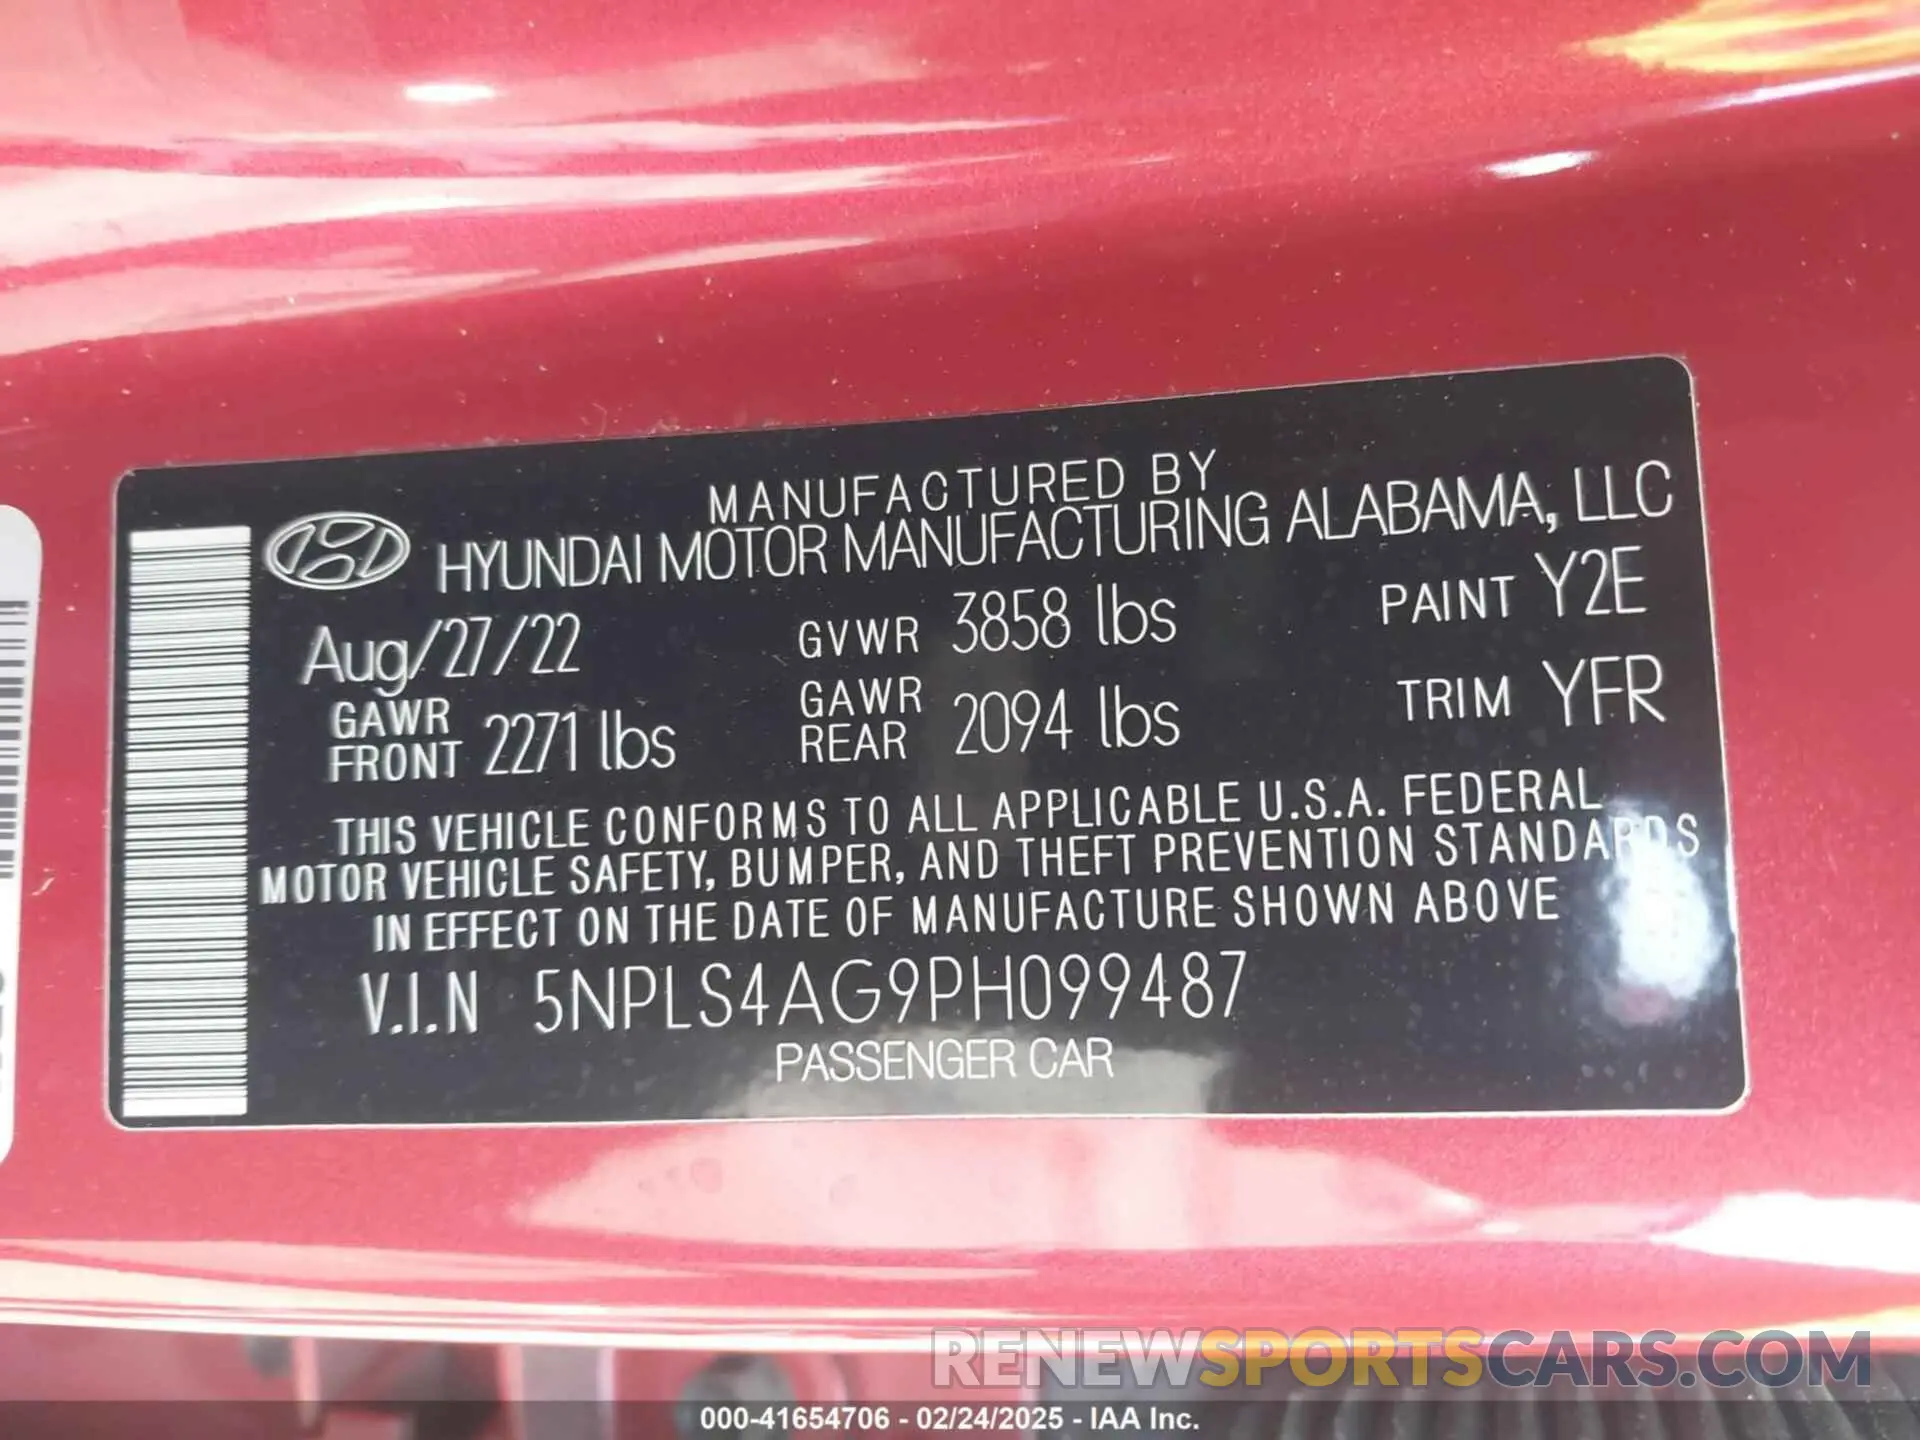 MANUFACTURED BY
HYUNDAI MOTOR MANUFACTURING ALABAMA, LLC
Aug/27/22 GVWR 3858 lbs PAINT Y2E
GAWR FRONT 2271 lbs GAWR REAR 2094 lbs TRIM YFR
THIS VEHICLE CONFORMS TO ALL APPLICABLE U.S.A. FEDERAL
MOTOR VEHICLE SAFETY, BUMPER, AND THEFT PREVENTION STANDARDS
IN EFFECT ON THE DATE OF MANUFACTURE SHOWN ABOVE
V.I.N 5NPLS4AG9PH099487
PASSENGER CAR
RENEWSPORTSCARS.COM
000-41654706 - 02/24/2025 - IAA Inc.